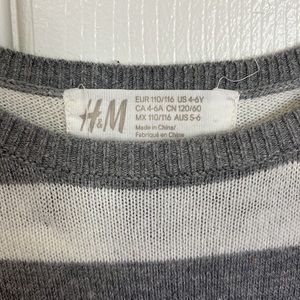 H&M
EUR 110/116 US 4-6Y
CA 4-6A CN 120/60
MX 110/116 AUS 5-6
Made in China/
Fabriqué en Chine